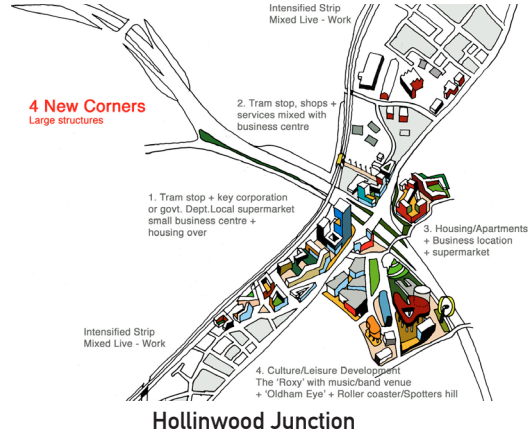 Intensified Strip
Mixed Live - Work
4 New Corners
Large structures
2. Tram stop, shops +
services mixed with
business centre
1. Tram stop + key corporation
or govt. Dept.Local supermarket
small business centre +
housing over
3. Housing/Apartments
+ Business location
+ supermarket
Intensified Strip
Mixed Live - Work
4. Culture/Leisure Development
The 'Roxy' with music/band venue
+ 'Oldham Eye' + Roller coaster/Spotters hill
Hollinwood Junction